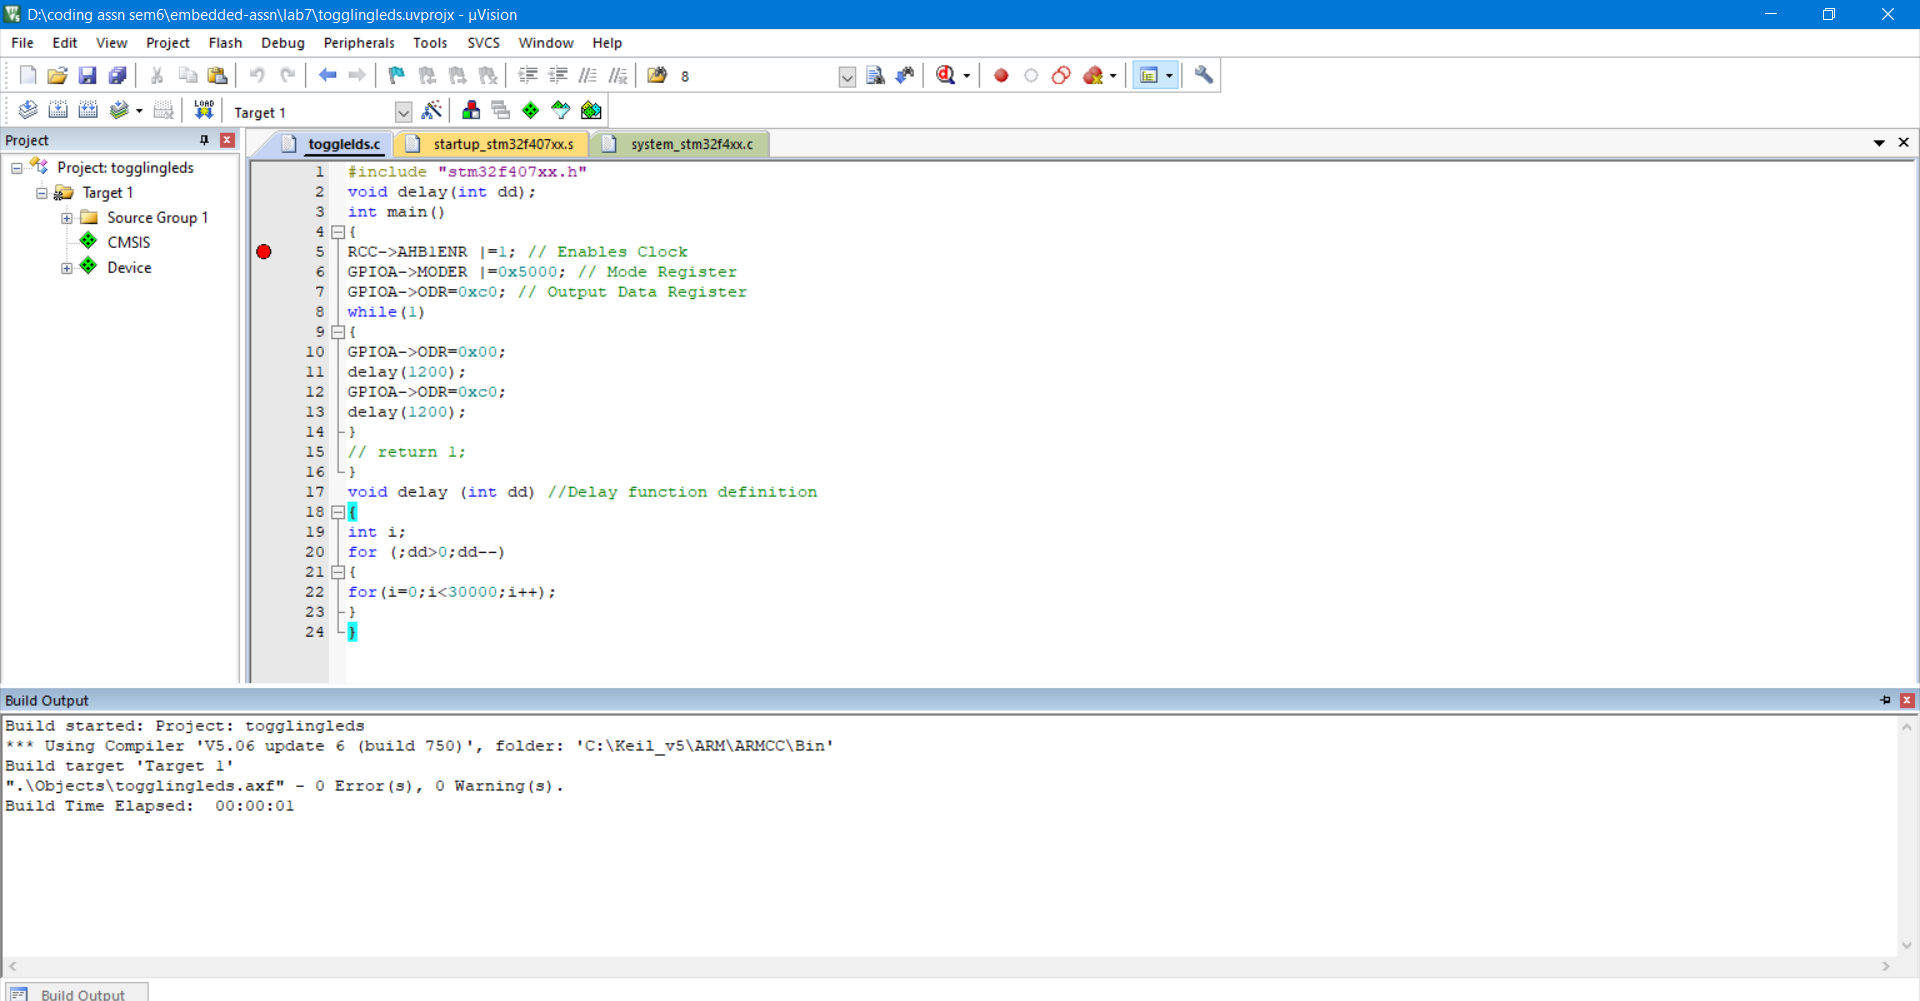 D:\coding assn sem6\embedded-assn\lab7\togglingleds.uvprojx - µVision
File Edit View Project Flash Debug Peripherals Tools SVCS Window Help
8
LOAD Target 1
Project
togglelds.c startup_stm32f407xx.s system_stm32f4xx.c
Project: togglingleds
Target 1
Source Group 1
CMSIS
Device
1 #include "stm32f407xx.h"
2 void delay(int dd);
3 int main()
4 {
5 RCC->AHB1ENR |=1; // Enables Clock
6 GPIOA->MODER |=0x5000; // Mode Register
7 GPIOA->ODR=0xc0; // Output Data Register
8 while(1)
9 {
10 GPIOA->ODR=0x00;
11 delay(1200);
12 GPIOA->ODR=0xc0;
13 delay(1200);
14 }
15 // return 1;
16 }
17 void delay (int dd) //Delay function definition
18 {
19 int i;
20 for (;dd>0;dd--)
21 {
22 for(i=0;i<30000;i++);
23 }
24 }
Build Output
Build started: Project: togglingleds
*** Using Compiler 'V5.06 update 6 (build 750)', folder: 'C:\Keil_v5\ARM\ARMCC\Bin'
Build target 'Target 1'
".\Objects\togglingleds.axf" - 0 Error(s), 0 Warning(s).
Build Time Elapsed:  00:00:01
Build Output